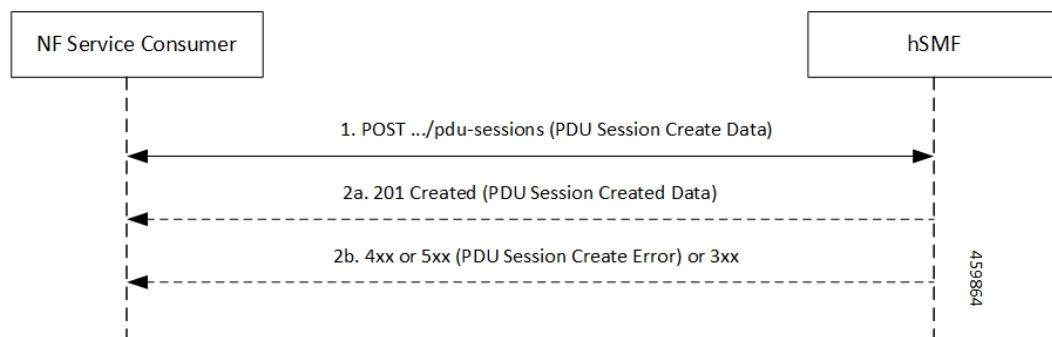 NF Service Consumer
hSMF
1. POST .../pdu-sessions (PDU Session Create Data)
2a. 201 Created (PDU Session Created Data)
2b. 4xx or 5xx (PDU Session Create Error) or 3xx
459864